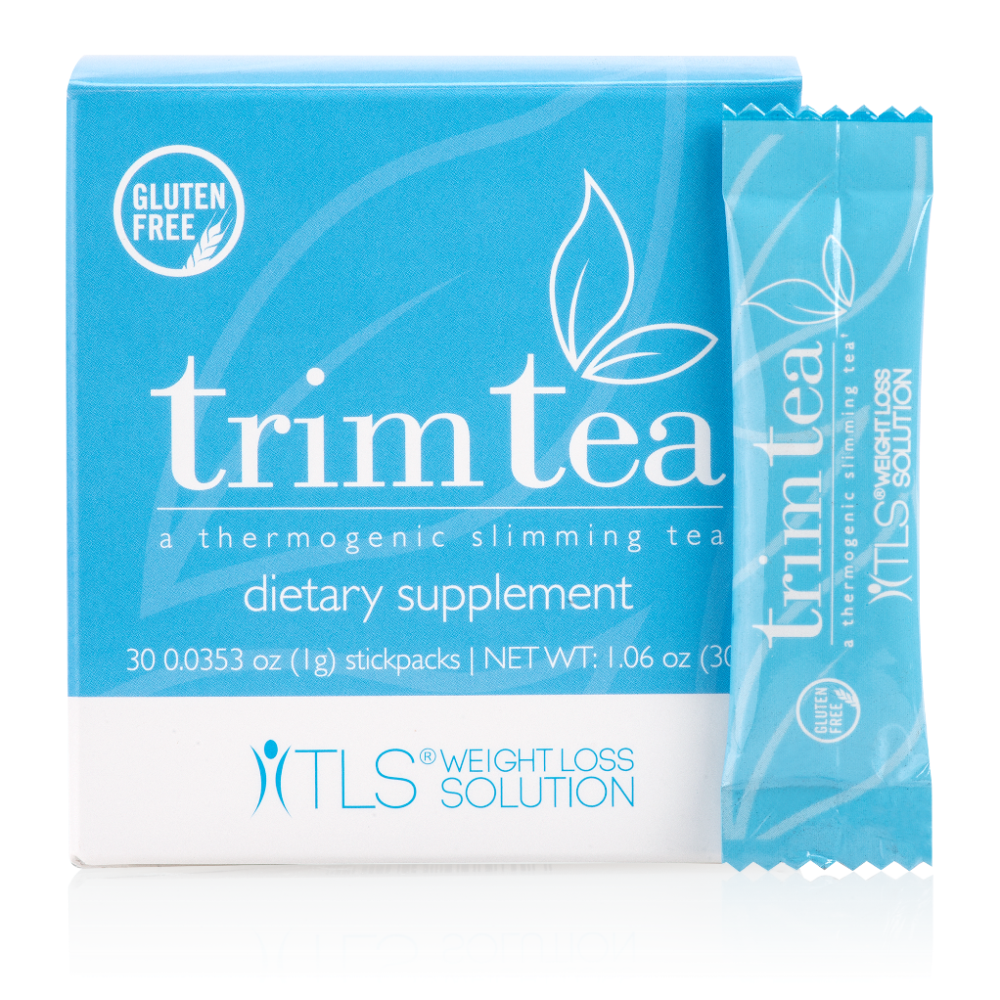 GLUTEN
FREE
trim tea
a thermogenic slimming tea
dietary supplement
30 0.0353 oz (1g) stickpacks | NET WT: 1.06 oz (30
TLS® WEIGHT LOSS
SOLUTION
trim tea
a thermogenic slimming tea†
TLS® WEIGHT LOSS
SOLUTION
GLUTEN
FREE